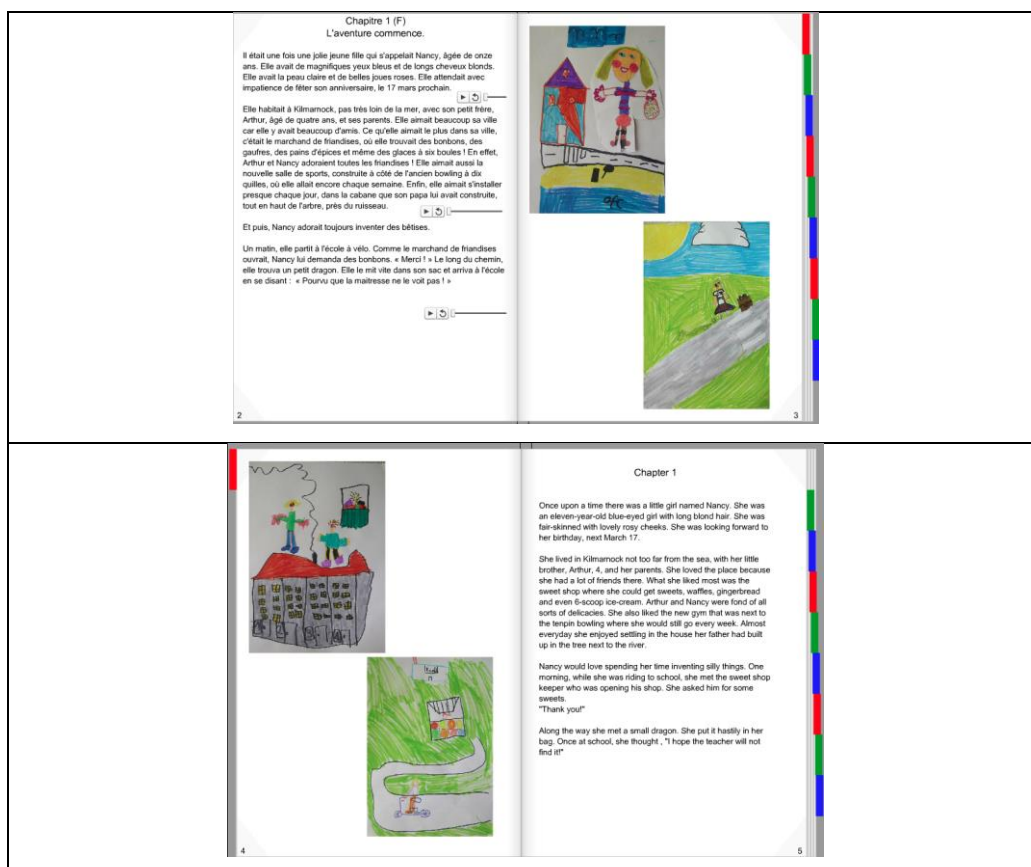 Chapitre 1 (F)
L'aventure commence.
Il était une fois une jolie jeune fille qui s'appelait Nancy, âgée de onze
ans. Elle avait de magnifiques yeux bleus et de longs cheveux blonds.
Elle avait la peau claire et de belles joues roses. Elle attendait avec
impatience de fêter son anniversaire, le 17 mars prochain.
Elle habitait à Kilmarnock, pas très loin de la mer, avec son petit frère,
Arthur, âgé de quatre ans, et ses parents. Elle aimait beaucoup sa ville
car elle y avait beaucoup d'amis. Ce qu'elle aimait le plus dans sa ville,
c'était le marchand de friandises, où elle trouvait des bonbons, des
gaufres, des pains d'épices et même des glaces à six boules ! En effet,
Arthur et Nancy adoraient toutes les friandises ! Elle aimait aussi la
nouvelle salle de sports, construite à côté de l'ancien bowling à dix
quilles, où elle allait encore chaque semaine. Enfin, elle aimait s'installer
presque chaque jour, dans la cabane que son papa lui avait construite,
tout en haut de l'arbre, près du ruisseau.
Et puis, Nancy adorait toujours inventer des bêtises.
Un matin, elle partit à l'école à vélo. Comme le marchand de friandises
ouvrait, Nancy lui demanda des bonbons. « Merci ! » Le long du chemin,
elle trouva un petit dragon. Elle le mit vite dans son sac et arriva à l'école
en se disant : « Pourvu que la maitresse ne le voit pas ! »
2
3
Chapter 1
Once upon a time there was a little girl named Nancy. She was
an eleven-year-old blue-eyed girl with long blond hair. She was
fair-skinned with lovely rosy cheeks. She was looking forward to
her birthday, next March 17.
She lived in Kilmarnock not too far from the sea, with her little
brother, Arthur, 4, and her parents. She loved the place because
she had a lot of friends there. What she liked most was the
sweet shop where she could get sweets, waffles, gingerbread
and even 6-scoop ice-cream. Arthur and Nancy were fond of all
sorts of delicacies. She also liked the new gym that was next to
the tenpin bowling where she would still go every week. Almost
everyday she enjoyed settling in the house her father had built
up in the tree next to the river.
Nancy would love spending her time inventing silly things. One
morning, while she was riding to school, she met the sweet shop
keeper who was opening his shop. She asked him for some
sweets.
"Thank you!"
Along the way she met a small dragon. She put it hastily in her
bag. Once at school, she thought , "I hope the teacher will not
find it!"
4
5